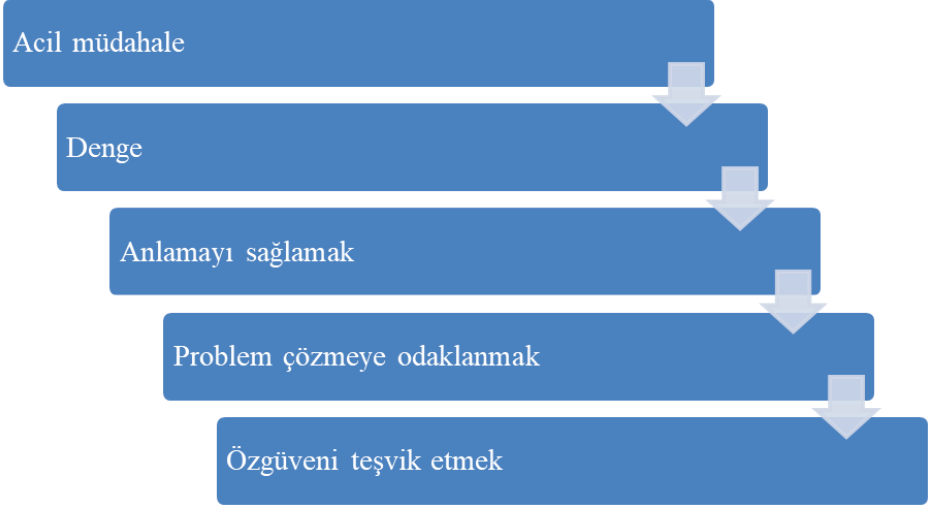 Acil müdahale
Denge
Anlamayı sağlamak
Problem çözmeye odaklanmak
Özgüveni teşvik etmek